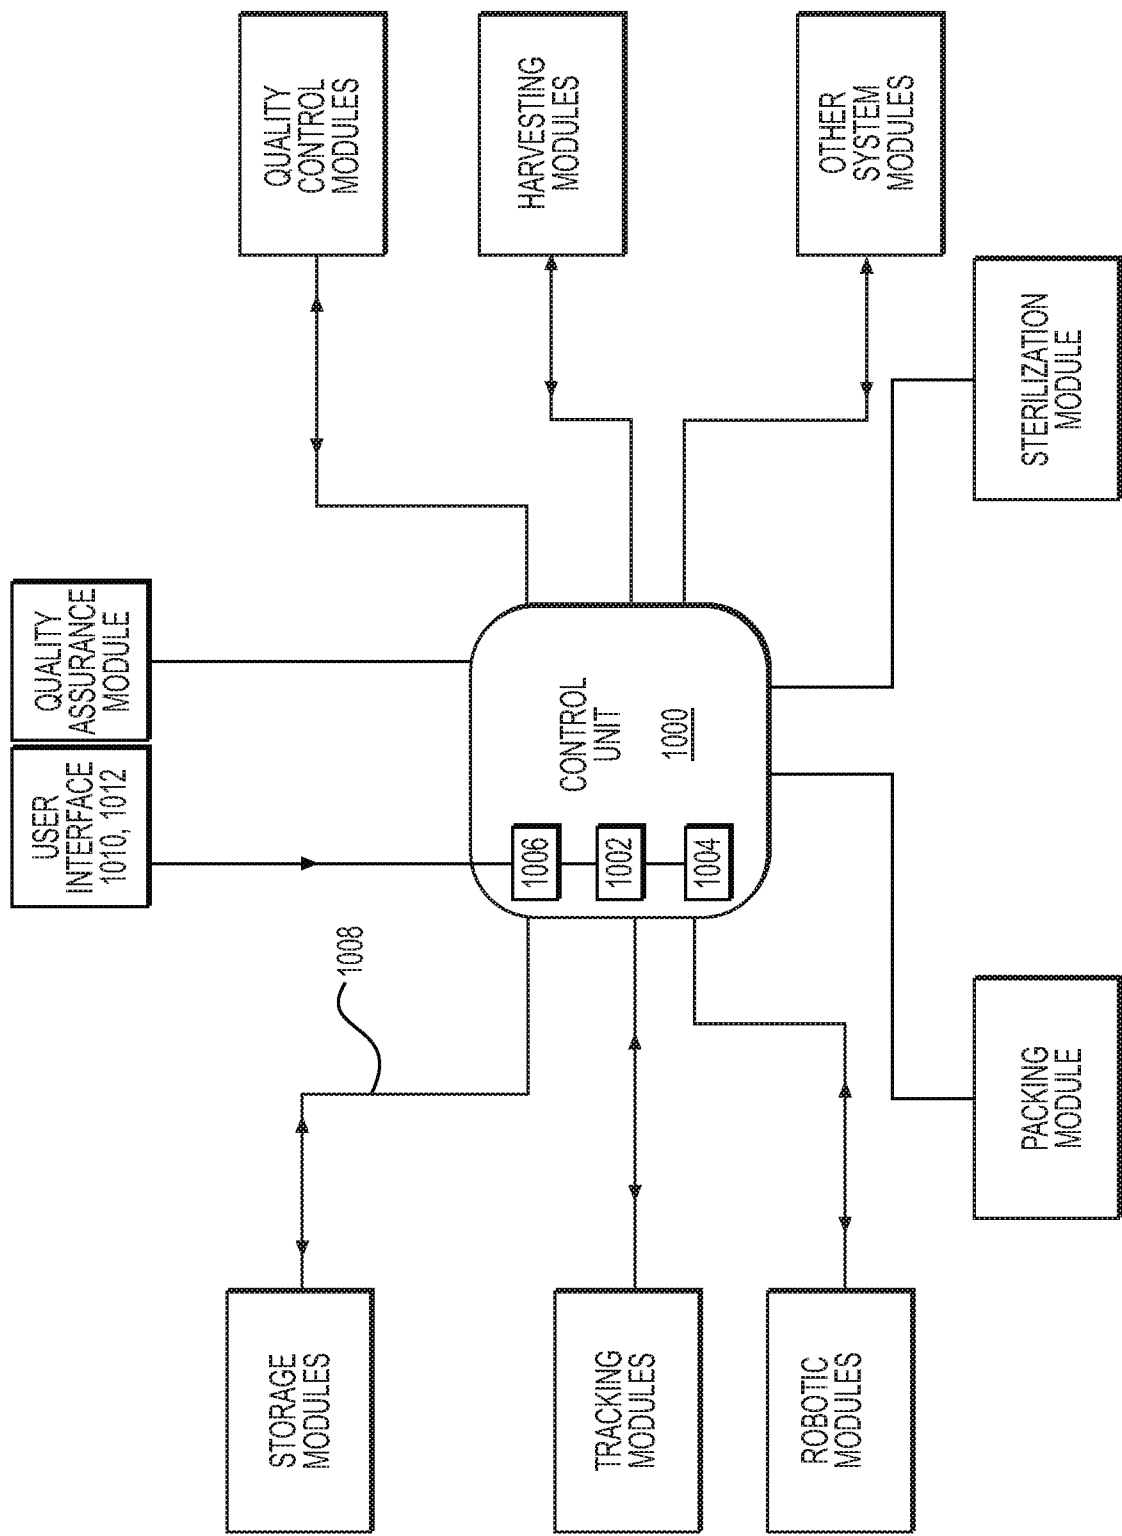 STORAGE
MODULES
TRACKING
MODULES
ROBOTIC
MODULES
1008
USER
INTERFACE
1010, 1012
QUALITY
ASSURANCE
MODULE
CONTROL
UNIT
1000
1006
1002
1004
PACKING
MODULE
STERILIZATION
MODULE
QUALITY
CONTROL
MODULES
HARVESTING
MODULES
OTHER
SYSTEM
MODULES